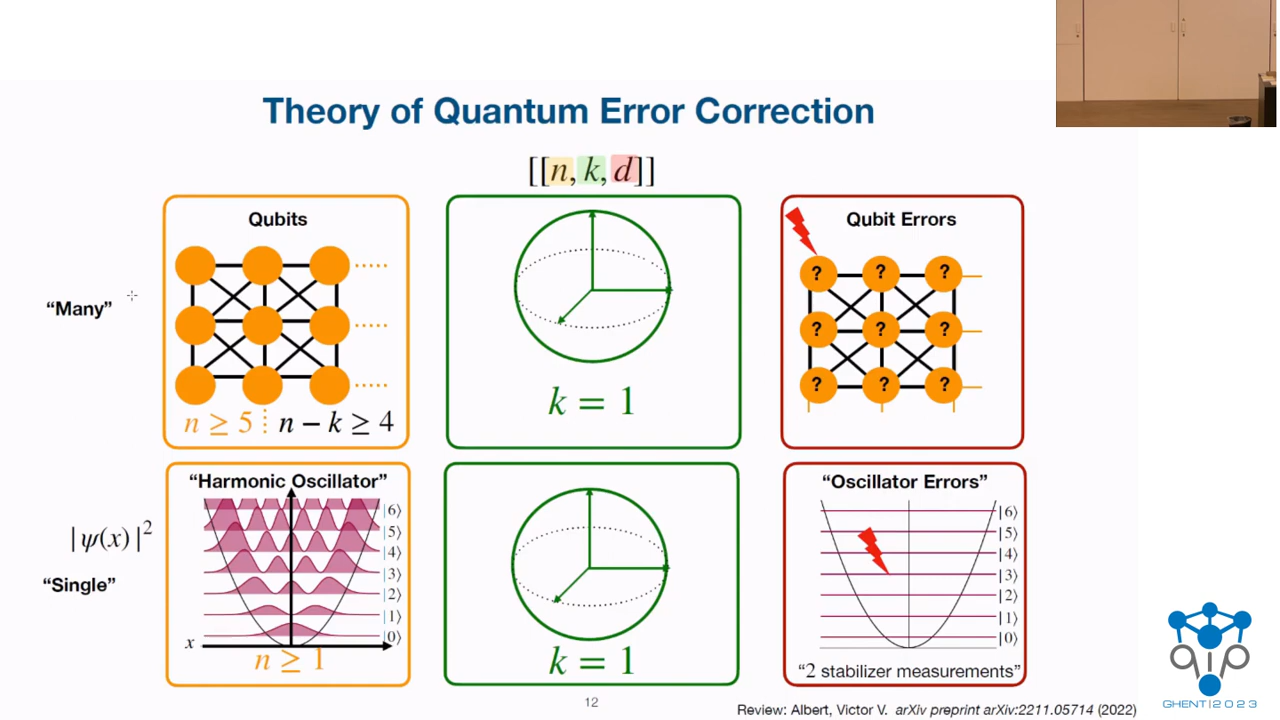 Theory of Quantum Error Correction
[[n, k, d]]
Qubits
Qubit Errors
“Many”
? ? ?
? ? ?
? ? ?
n ≥ 5 ⋮ n − k ≥ 4
k = 1
“Harmonic Oscillator”
|6⟩
|5⟩
|4⟩
|3⟩
|2⟩
|1⟩
|0⟩
x
n ≥ 1
|ψ(x)|²
“Single”
k = 1
“Oscillator Errors”
|6⟩
|5⟩
|4⟩
|3⟩
|2⟩
|1⟩
|0⟩
“2 stabilizer measurements”
12
Review: Albert, Victor V. arXiv preprint arXiv:2211.05714 (2022)
qip
GHENT|2023